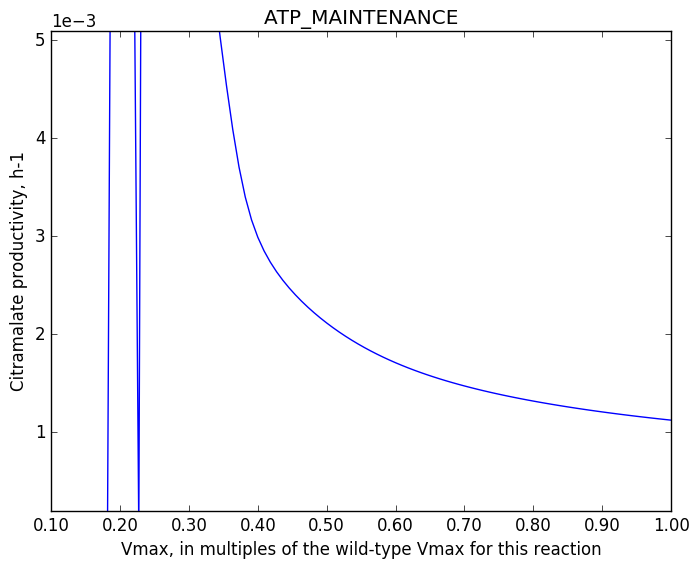 ATP_MAINTENANCE
1e−3
5
4
3
2
1
Citramalate productivity, h-1
0.10 0.20 0.30 0.40 0.50 0.60 0.70 0.80 0.90 1.00
Vmax, in multiples of the wild-type Vmax for this reaction